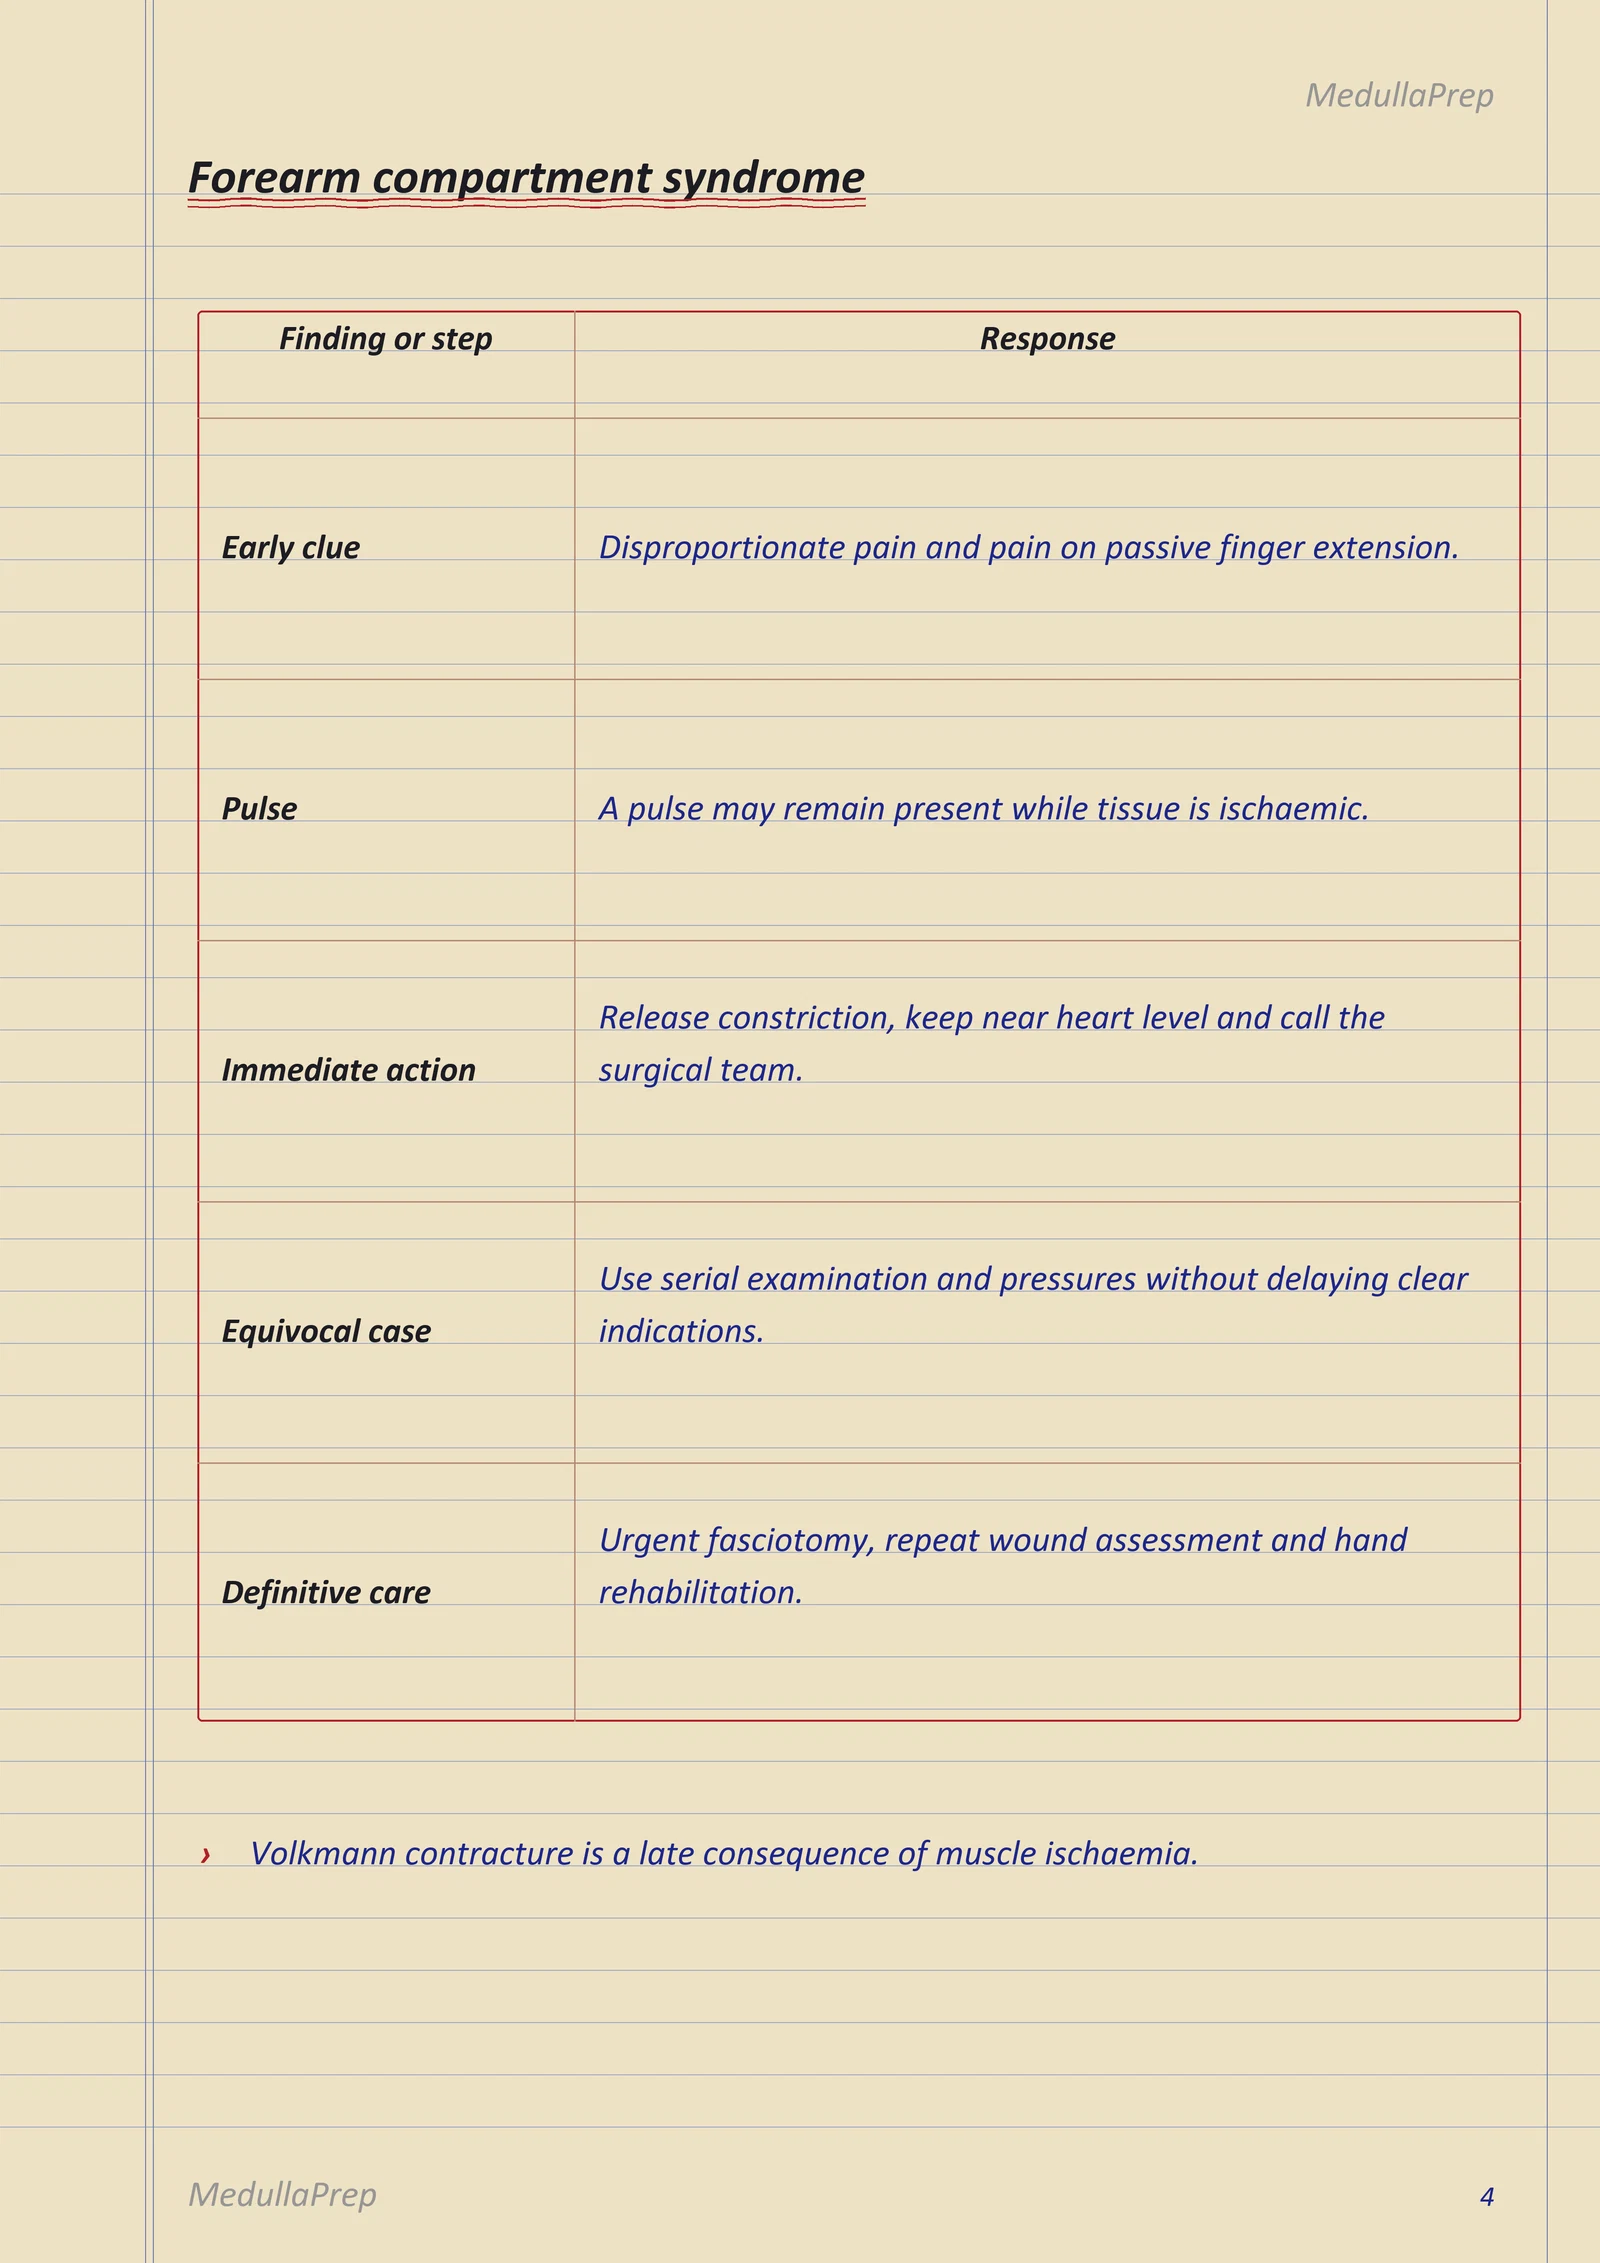 MedullaPrep
Forearm compartment syndrome
Finding or step
Response
Early clue
Disproportionate pain and pain on passive finger extension.
Pulse
A pulse may remain present while tissue is ischaemic.
Immediate action
Release constriction, keep near heart level and call the
surgical team.
Equivocal case
Use serial examination and pressures without delaying clear
indications.
Definitive care
Urgent fasciotomy, repeat wound assessment and hand
rehabilitation.
› Volkmann contracture is a late consequence of muscle ischaemia.
MedullaPrep
4